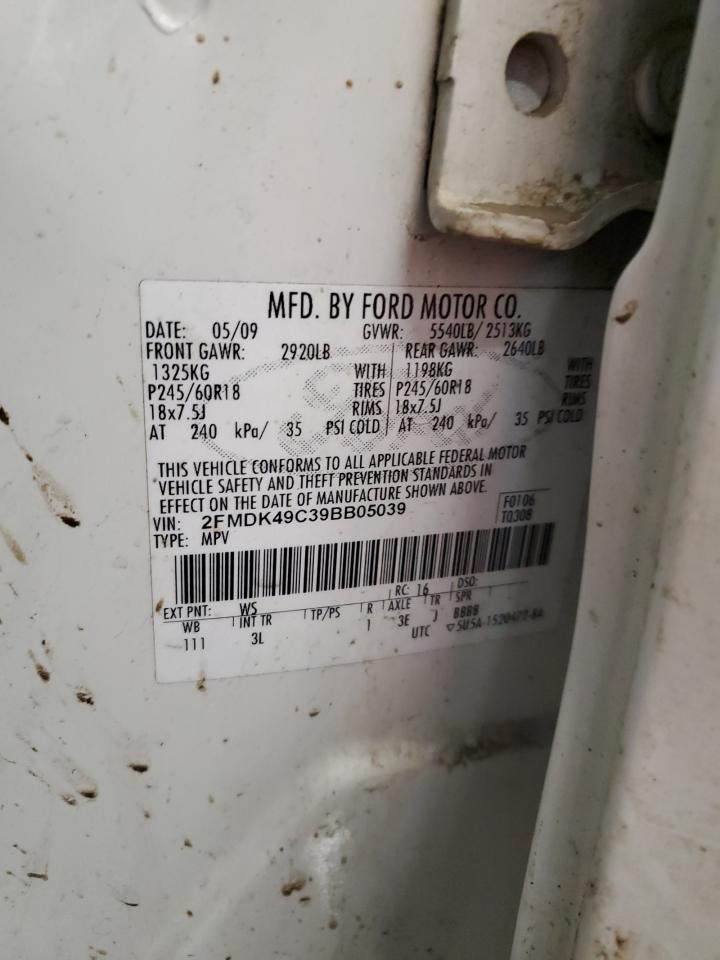 MFD. BY FORD MOTOR CO.
DATE: 05/09 GVWR: 5540LB/ 2513KG
FRONT GAWR: 2920LB REAR GAWR: 2640LB
1325KG WITH 1198KG WITH
P245/60R18 TIRES P245/60R18 TIRES
18x7.5J RIMS 18x7.5J RIMS
AT 240 kPa/ 35 PSI COLD AT 240 kPa/ 35 PSI COLD
THIS VEHICLE CONFORMS TO ALL APPLICABLE FEDERAL MOTOR
VEHICLE SAFETY AND THEFT PREVENTION STANDARDS IN
EFFECT ON THE DATE OF MANUFACTURE SHOWN ABOVE.
VIN: 2FMDK49C39BB05039 F0106
TYPE: MPV T0308
EXT PNT: WS RC: 16 DSO:
WB INT TR TP/PS R AXLE TR SPR
111 3L 1 3E J BBBB
UTC ▽5U5A-1520472-BA